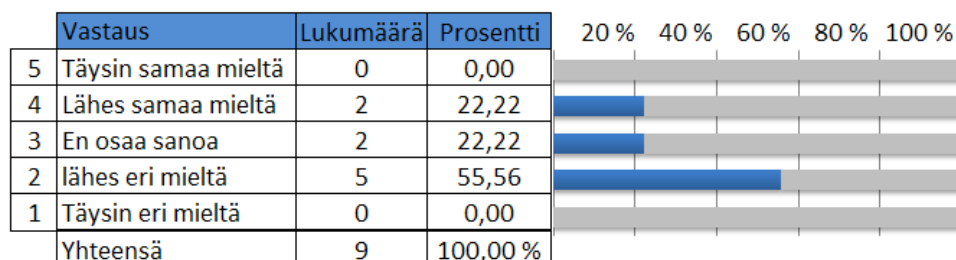 Vastaus Lukumäärä Prosentti 20 % 40 % 60 % 80 % 100 %
5 Täysin samaa mieltä 0 0,00
4 Lähes samaa mieltä 2 22,22
3 En osaa sanoa 2 22,22
2 lähes eri mieltä 5 55,56
1 Täysin eri mieltä 0 0,00
Yhteensä 9 100,00 %